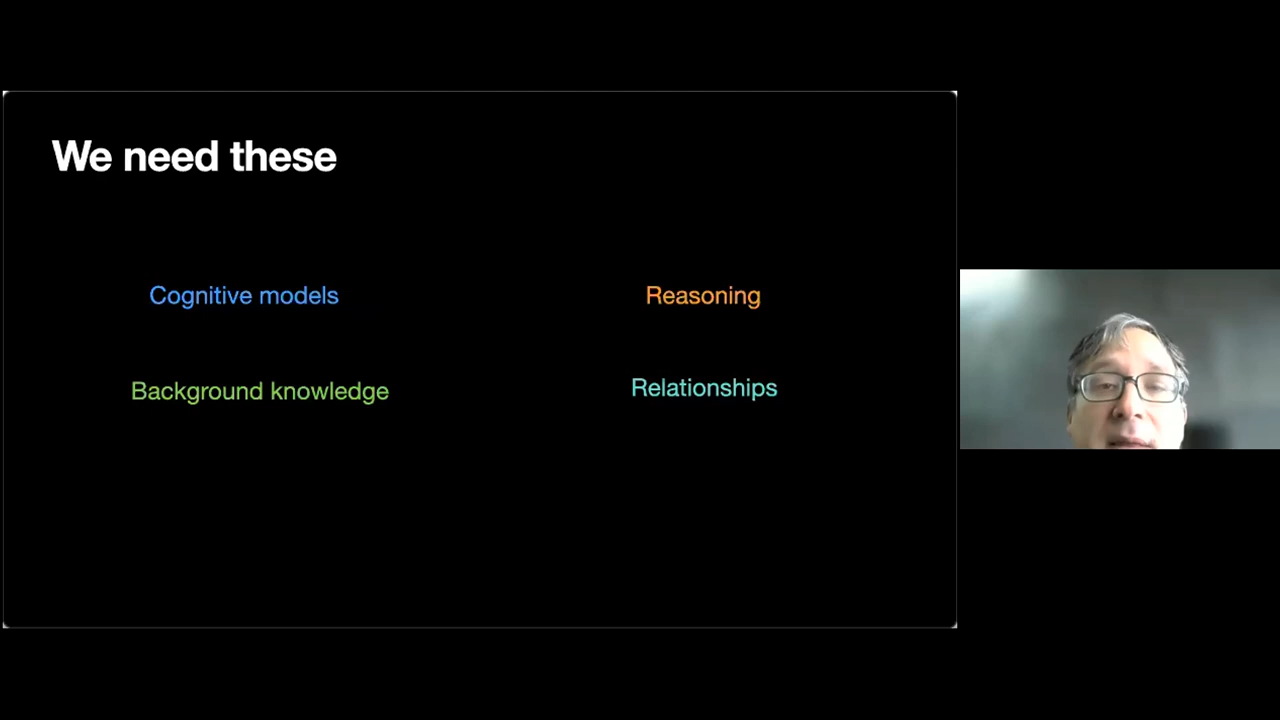 We need these
Cognitive models
Reasoning
Background knowledge
Relationships